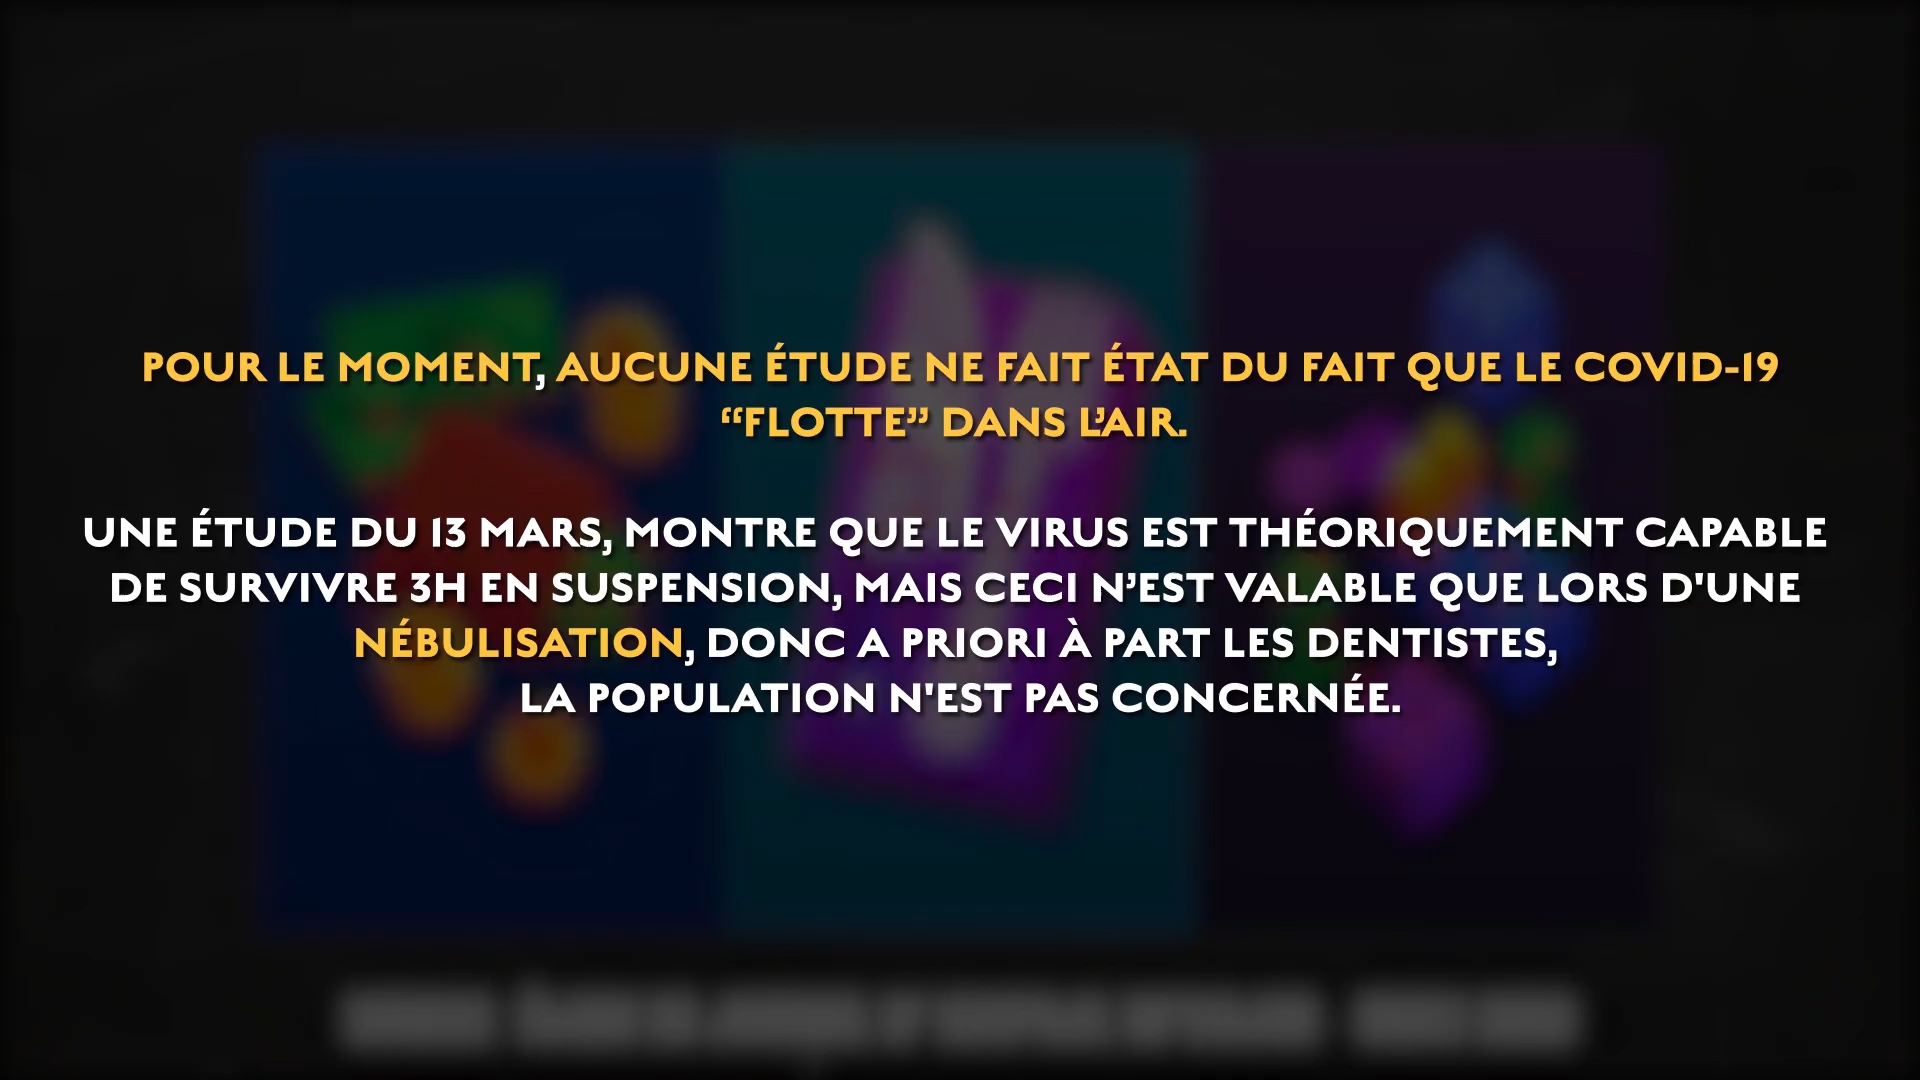 POUR LE MOMENT, AUCUNE ÉTUDE NE FAIT ÉTAT DU FAIT QUE LE COVID-19
“FLOTTE” DANS L’AIR.
UNE ÉTUDE DU 13 MARS, MONTRE QUE LE VIRUS EST THÉORIQUEMENT CAPABLE
DE SURVIVRE 3H EN SUSPENSION, MAIS CECI N’EST VALABLE QUE LORS D'UNE
NÉBULISATION, DONC A PRIORI À PART LES DENTISTES,
LA POPULATION N'EST PAS CONCERNÉE.